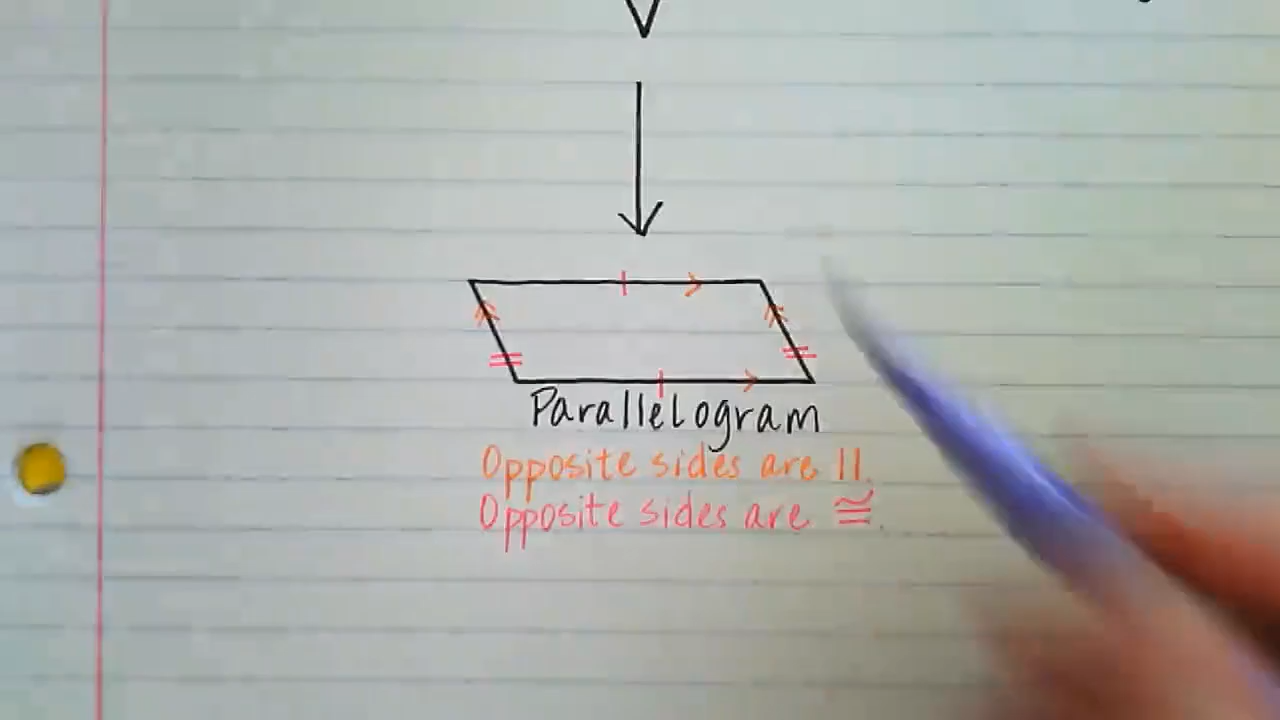 Parallelogram
Opposite sides are ||.
Opposite sides are ≅.